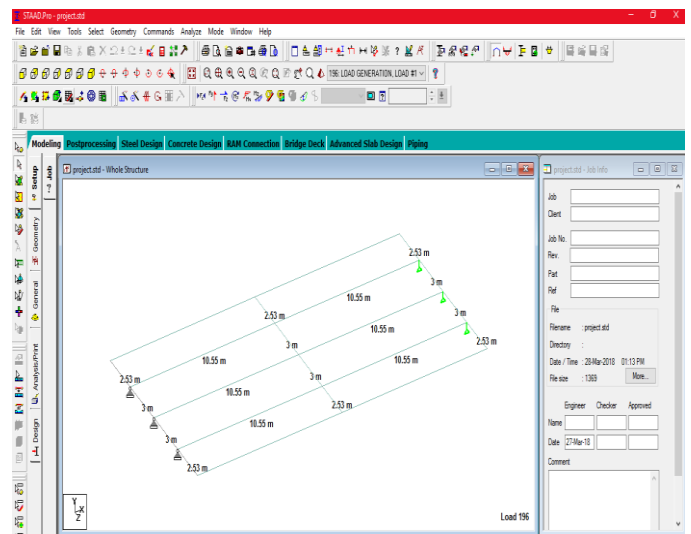 STAAD.Pro - project.std
File Edit View Tools Select Geometry Commands Analyze Mode Window Help
196: LOAD GENERATION, LOAD #1
Modeling Postprocessing Steel Design Concrete Design RAM Connection Bridge Deck Advanced Slab Design Piping
Setup
Geometry
General
Analysis/Print
Design
Job
project.std - Whole Structure
2.53 m
3 m
10.55 m
2.53 m
3 m
10.55 m
3 m
2.53 m
10.55 m
10.55 m
2.53 m
3 m
10.55 m
2.53 m
3 m
10.55 m
3 m
2.53 m
Y
X
Z
Load 196
project.std - Job Info
Job
Client
Job No.
Rev.
Part
Ref
File
Filename : project.std
Directory :
Date / Time : 28-Mar-2018 01:13 PM
File size : 1369 More...
Engineer Checker Approved
Name
Date 27-Mar-18
Comment